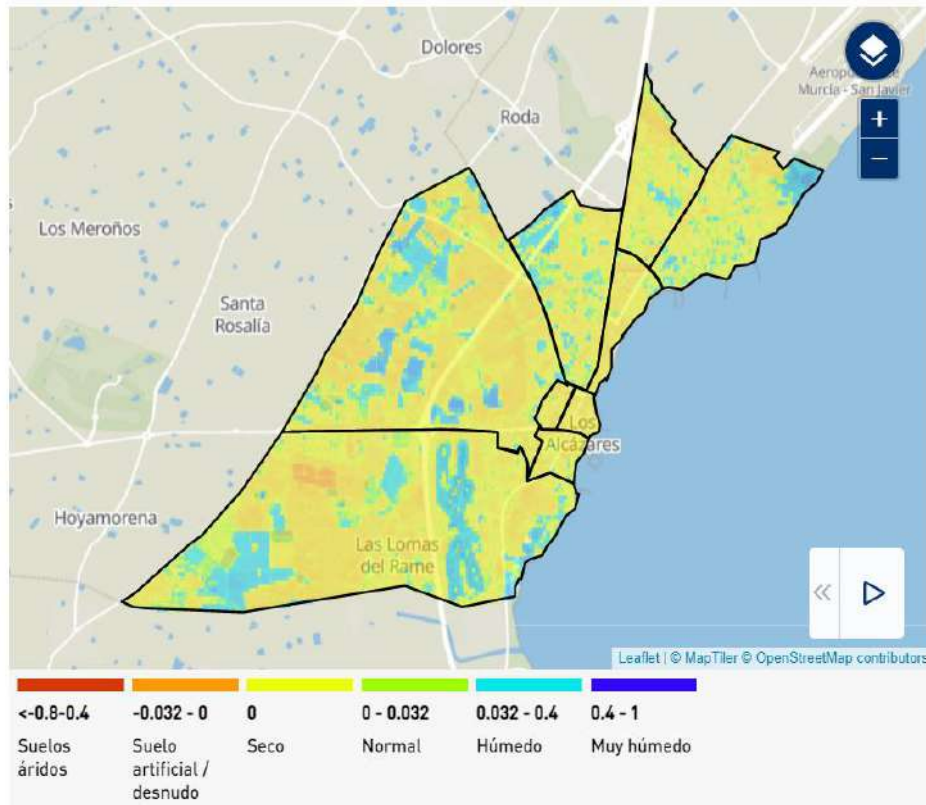 Dolores
Aeropuerto de
Murcia - San Javier
Roda
+
−
Los Meroños
Santa
Rosalía
Los
Alcázares
Hoyamorena
Las Lomas
del Rame
«
Leaflet | © MapTiler © OpenStreetMap contributors
<-0.8-0.4
-0.032 - 0
0
0 - 0.032
0.032 - 0.4
0.4 - 1
Suelos
áridos
Suelo
artificial /
desnudo
Seco
Normal
Húmedo
Muy húmedo